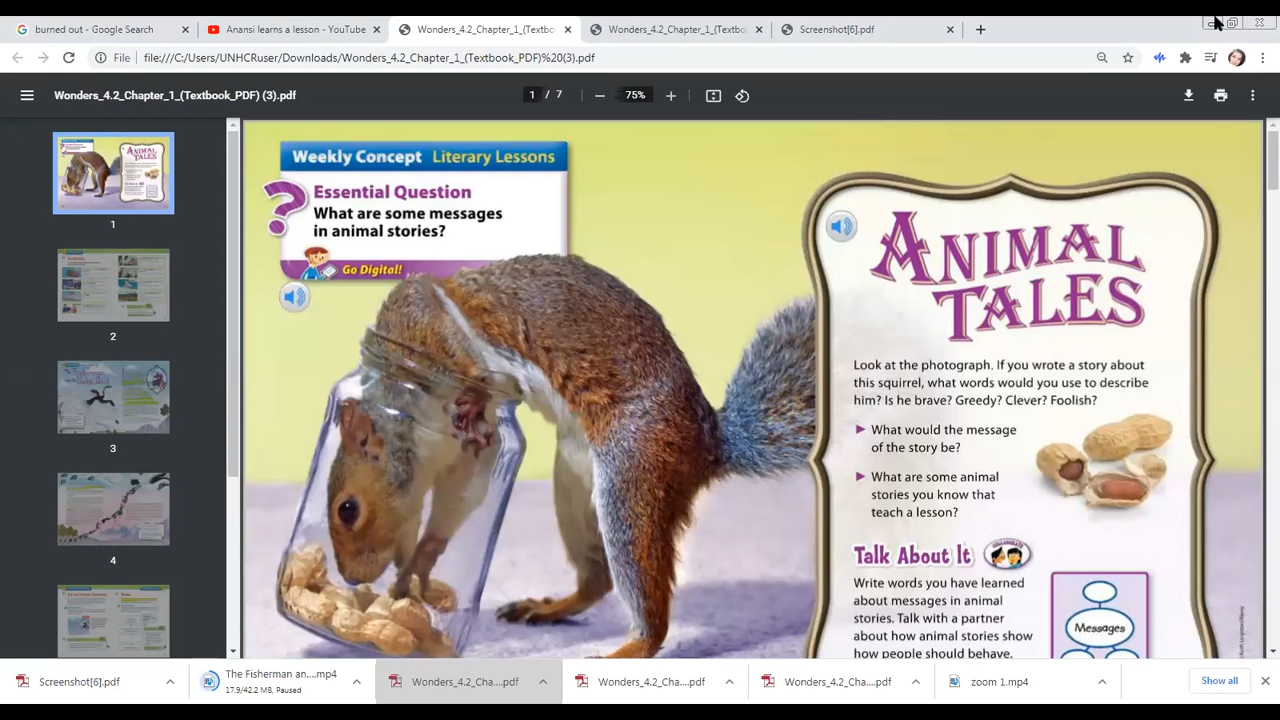 burned out - Google Search
Anansi learns a lesson - YouTube
Wonders_4.2_Chapter_1_(Textbo
Wonders_4.2_Chapter_1_(Textbo
Screenshot[6].pdf
File
file:///C:/Users/UNHCRuser/Downloads/Wonders_4.2_Chapter_1_(Textbook_PDF)%20(3).pdf
Wonders_4.2_Chapter_1_(Textbook_PDF) (3).pdf
1 / 7
75%
1
2
3
4
Weekly Concept Literary Lessons
Essential Question
What are some messages
in animal stories?
Go Digital!
ANIMAL
TALES
Look at the photograph. If you wrote a story about
this squirrel, what words would you use to describe
him? Is he brave? Greedy? Clever? Foolish?
What would the message
of the story be?
What are some animal
stories you know that
teach a lesson?
Talk About It
COLLABORATE
Write words you have learned
about messages in animal
stories. Talk with a partner
about how animal stories show
how people should behave.
Messages
Screenshot[6].pdf
The Fisherman an....mp4
17.9/42.2 MB, Paused
Wonders_4.2_Cha....pdf
Wonders_4.2_Cha....pdf
Wonders_4.2_Cha....pdf
zoom 1.mp4
Show all